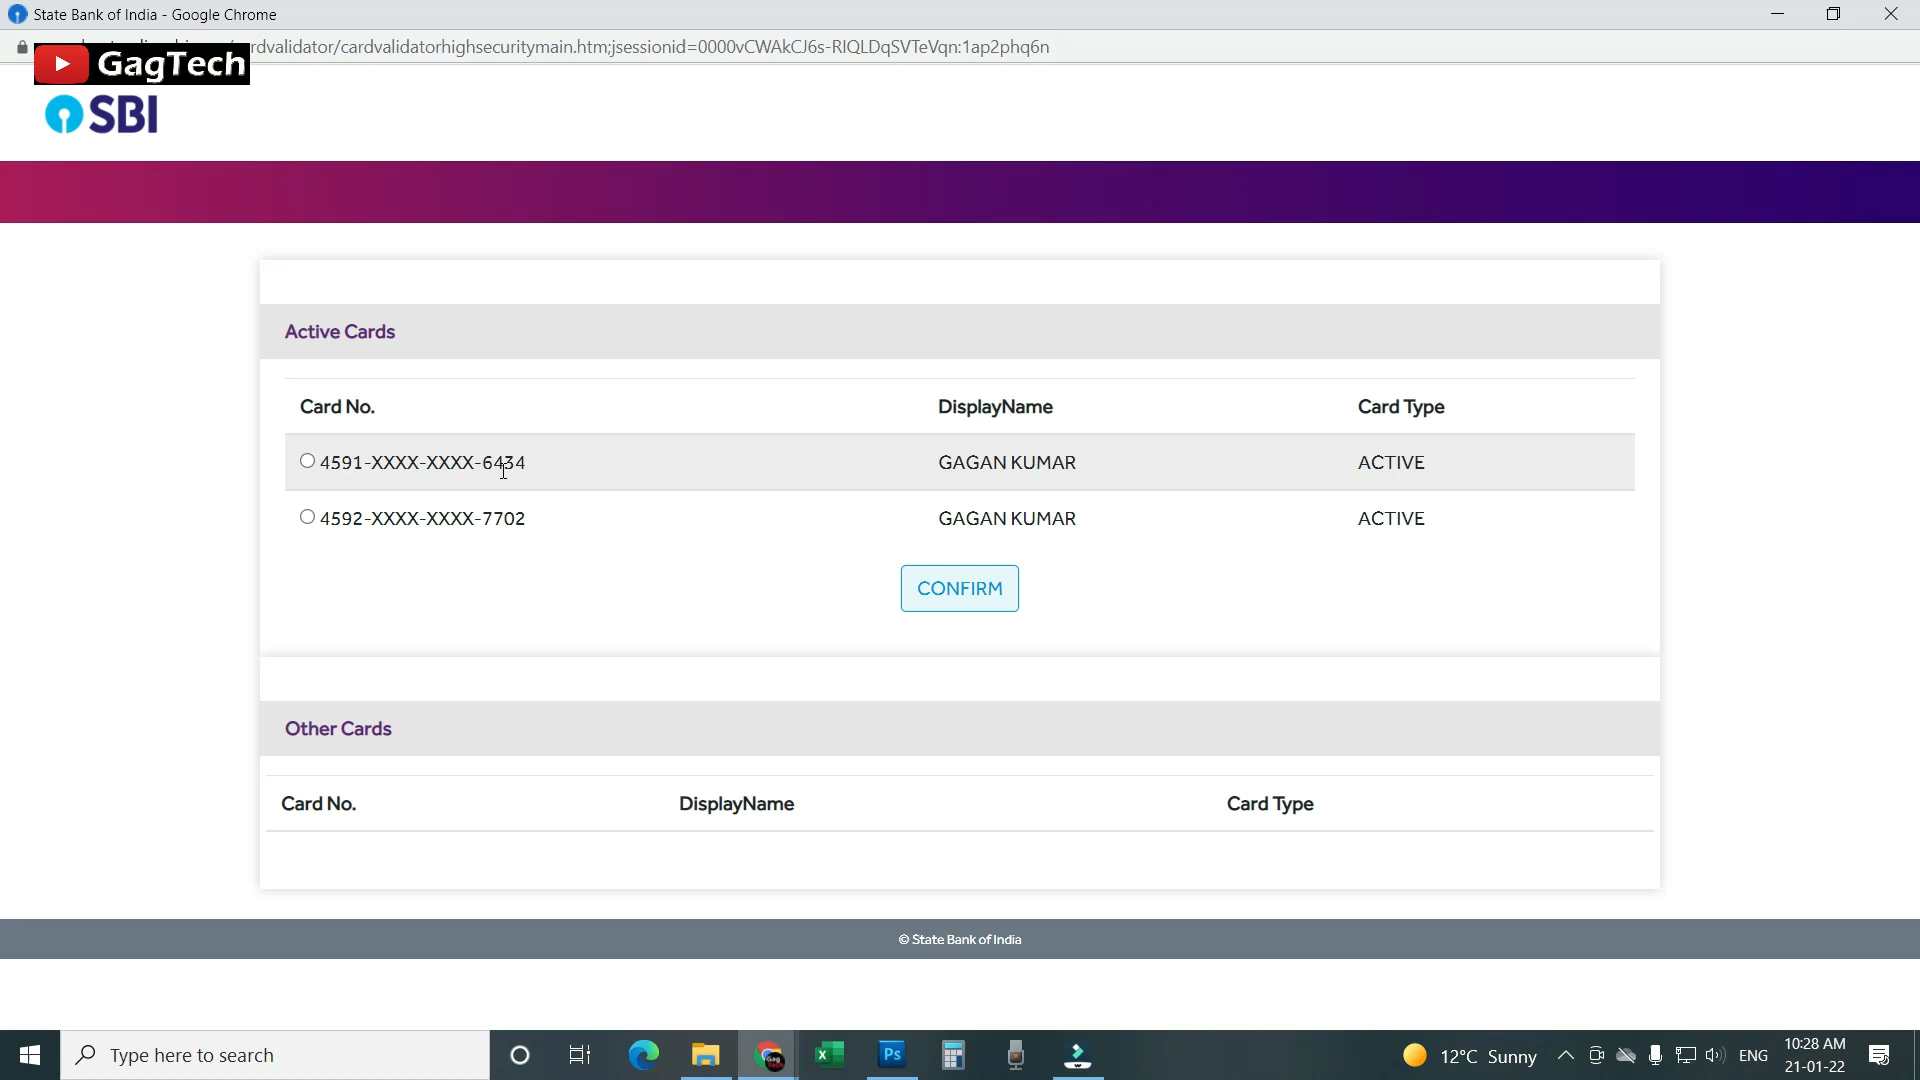 State Bank of India - Google Chrome
rdvalidator/cardvalidatorhighsecuritymain.htm;jsessionid=0000vCWAkCJ6s-RIQLDqSVTeVqn:1ap2phq6n
GagTech
SBI
Active Cards
Card No. DisplayName Card Type
4591-XXXX-XXXX-6434 GAGAN KUMAR ACTIVE
4592-XXXX-XXXX-7702 GAGAN KUMAR ACTIVE
CONFIRM
Other Cards
Card No. DisplayName Card Type
© State Bank of India
Type here to search
Ps
12°C Sunny
ENG
10:28 AM
21-01-22